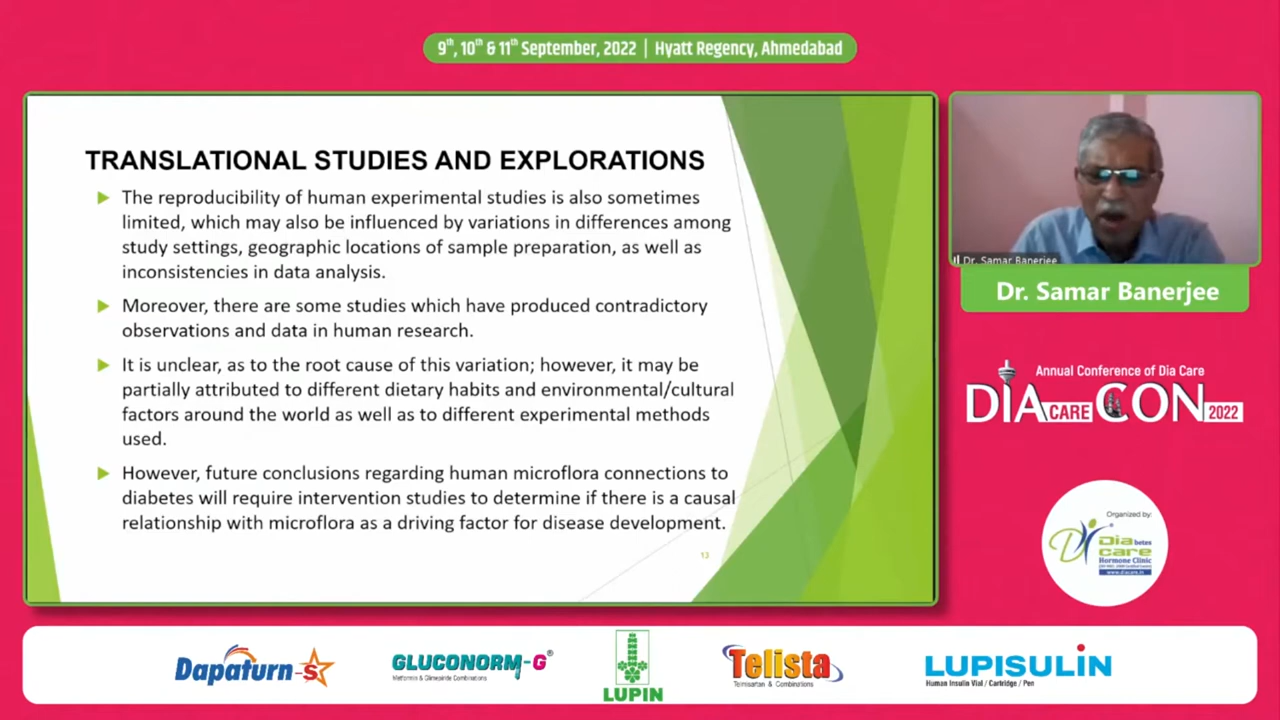 9th, 10th & 11th September, 2022 | Hyatt Regency, Ahmedabad
TRANSLATIONAL STUDIES AND EXPLORATIONS
The reproducibility of human experimental studies is also sometimes
limited, which may also be influenced by variations in differences among
study settings, geographic locations of sample preparation, as well as
inconsistencies in data analysis.
Moreover, there are some studies which have produced contradictory
observations and data in human research.
It is unclear, as to the root cause of this variation; however, it may be
partially attributed to different dietary habits and environmental/cultural
factors around the world as well as to different experimental methods
used.
However, future conclusions regarding human microflora connections to
diabetes will require intervention studies to determine if there is a causal
relationship with microflora as a driving factor for disease development.
13
Dr. Samar Banerjee
Dr. Samar Banerjee
Annual Conference of Dia Care
DIA CARE CON 2022
Organized by:
Diabetes
care
Hormone Clinic
www.diacare.in
Dapaturn-S
GLUCONORM-G®
Metformin & Glimepiride Combinations
LUPIN
Telista
Telmisartan & Combinations
LUPISULIN
Human Insulin Vial / Cartridge / Pen